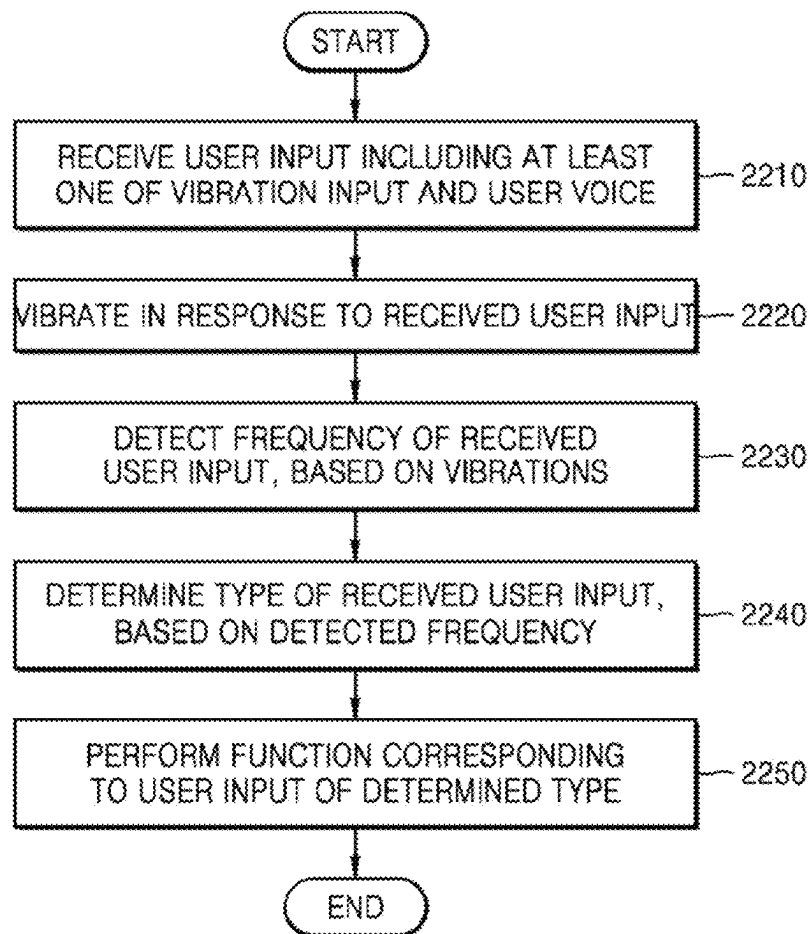 START
RECEIVE USER INPUT INCLUDING AT LEAST
ONE OF VIBRATION INPUT AND USER VOICE
2210
VIBRATE IN RESPONSE TO RECEIVED USER INPUT
2220
DETECT FREQUENCY OF RECEIVED
USER INPUT, BASED ON VIBRATIONS
2230
DETERMINE TYPE OF RECEIVED USER INPUT,
BASED ON DETECTED FREQUENCY
2240
PERFORM FUNCTION CORRESPONDING
TO USER INPUT OF DETERMINED TYPE
2250
END